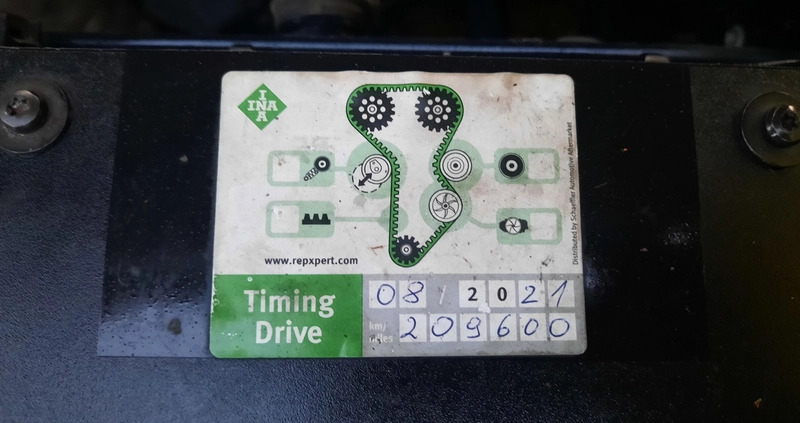 I
INA
A
www.repxpert.com
Distributed by Schaeffler Automotive Aftermarket
Timing
Drive
08 / 2021
km/
miles
209600